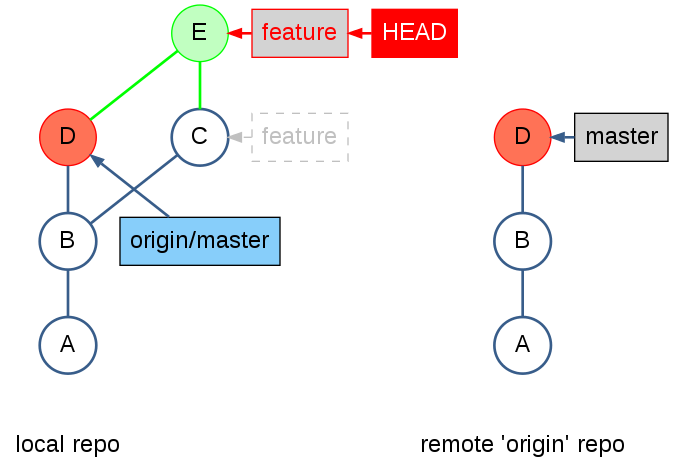 E
feature
HEAD
D
C
feature
D
master
B
origin/master
B
A
A
local repo
remote 'origin' repo